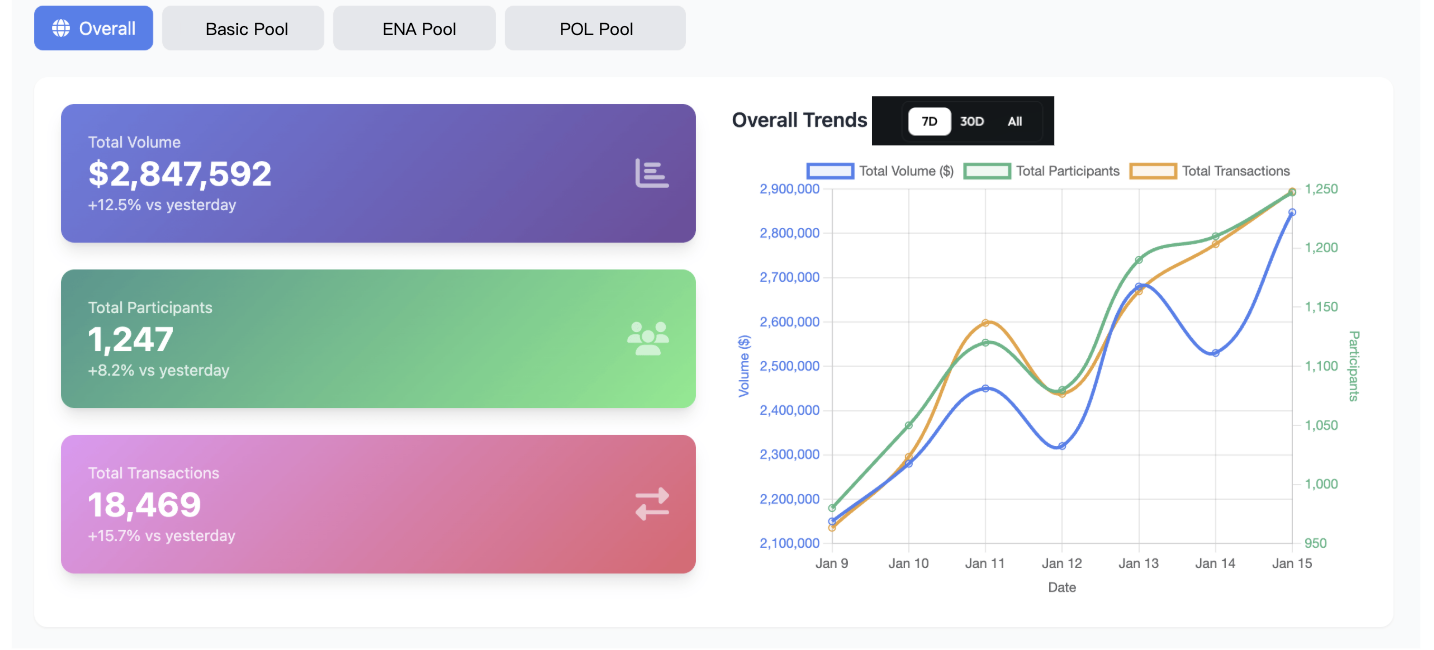 Overall
Basic Pool
ENA Pool
POL Pool
Total Volume
$2,847,592
+12.5% vs yesterday
Total Participants
1,247
+8.2% vs yesterday
Total Transactions
18,469
+15.7% vs yesterday
Overall Trends
7D 30D All
Total Volume ($) Total Participants Total Transactions
2,900,000
2,800,000
2,700,000
2,600,000
2,500,000
2,400,000
2,300,000
2,200,000
2,100,000
Volume ($)
1,250
1,200
1,150
1,100
1,050
1,000
950
Participants
Jan 9 Jan 10 Jan 11 Jan 12 Jan 13 Jan 14 Jan 15
Date